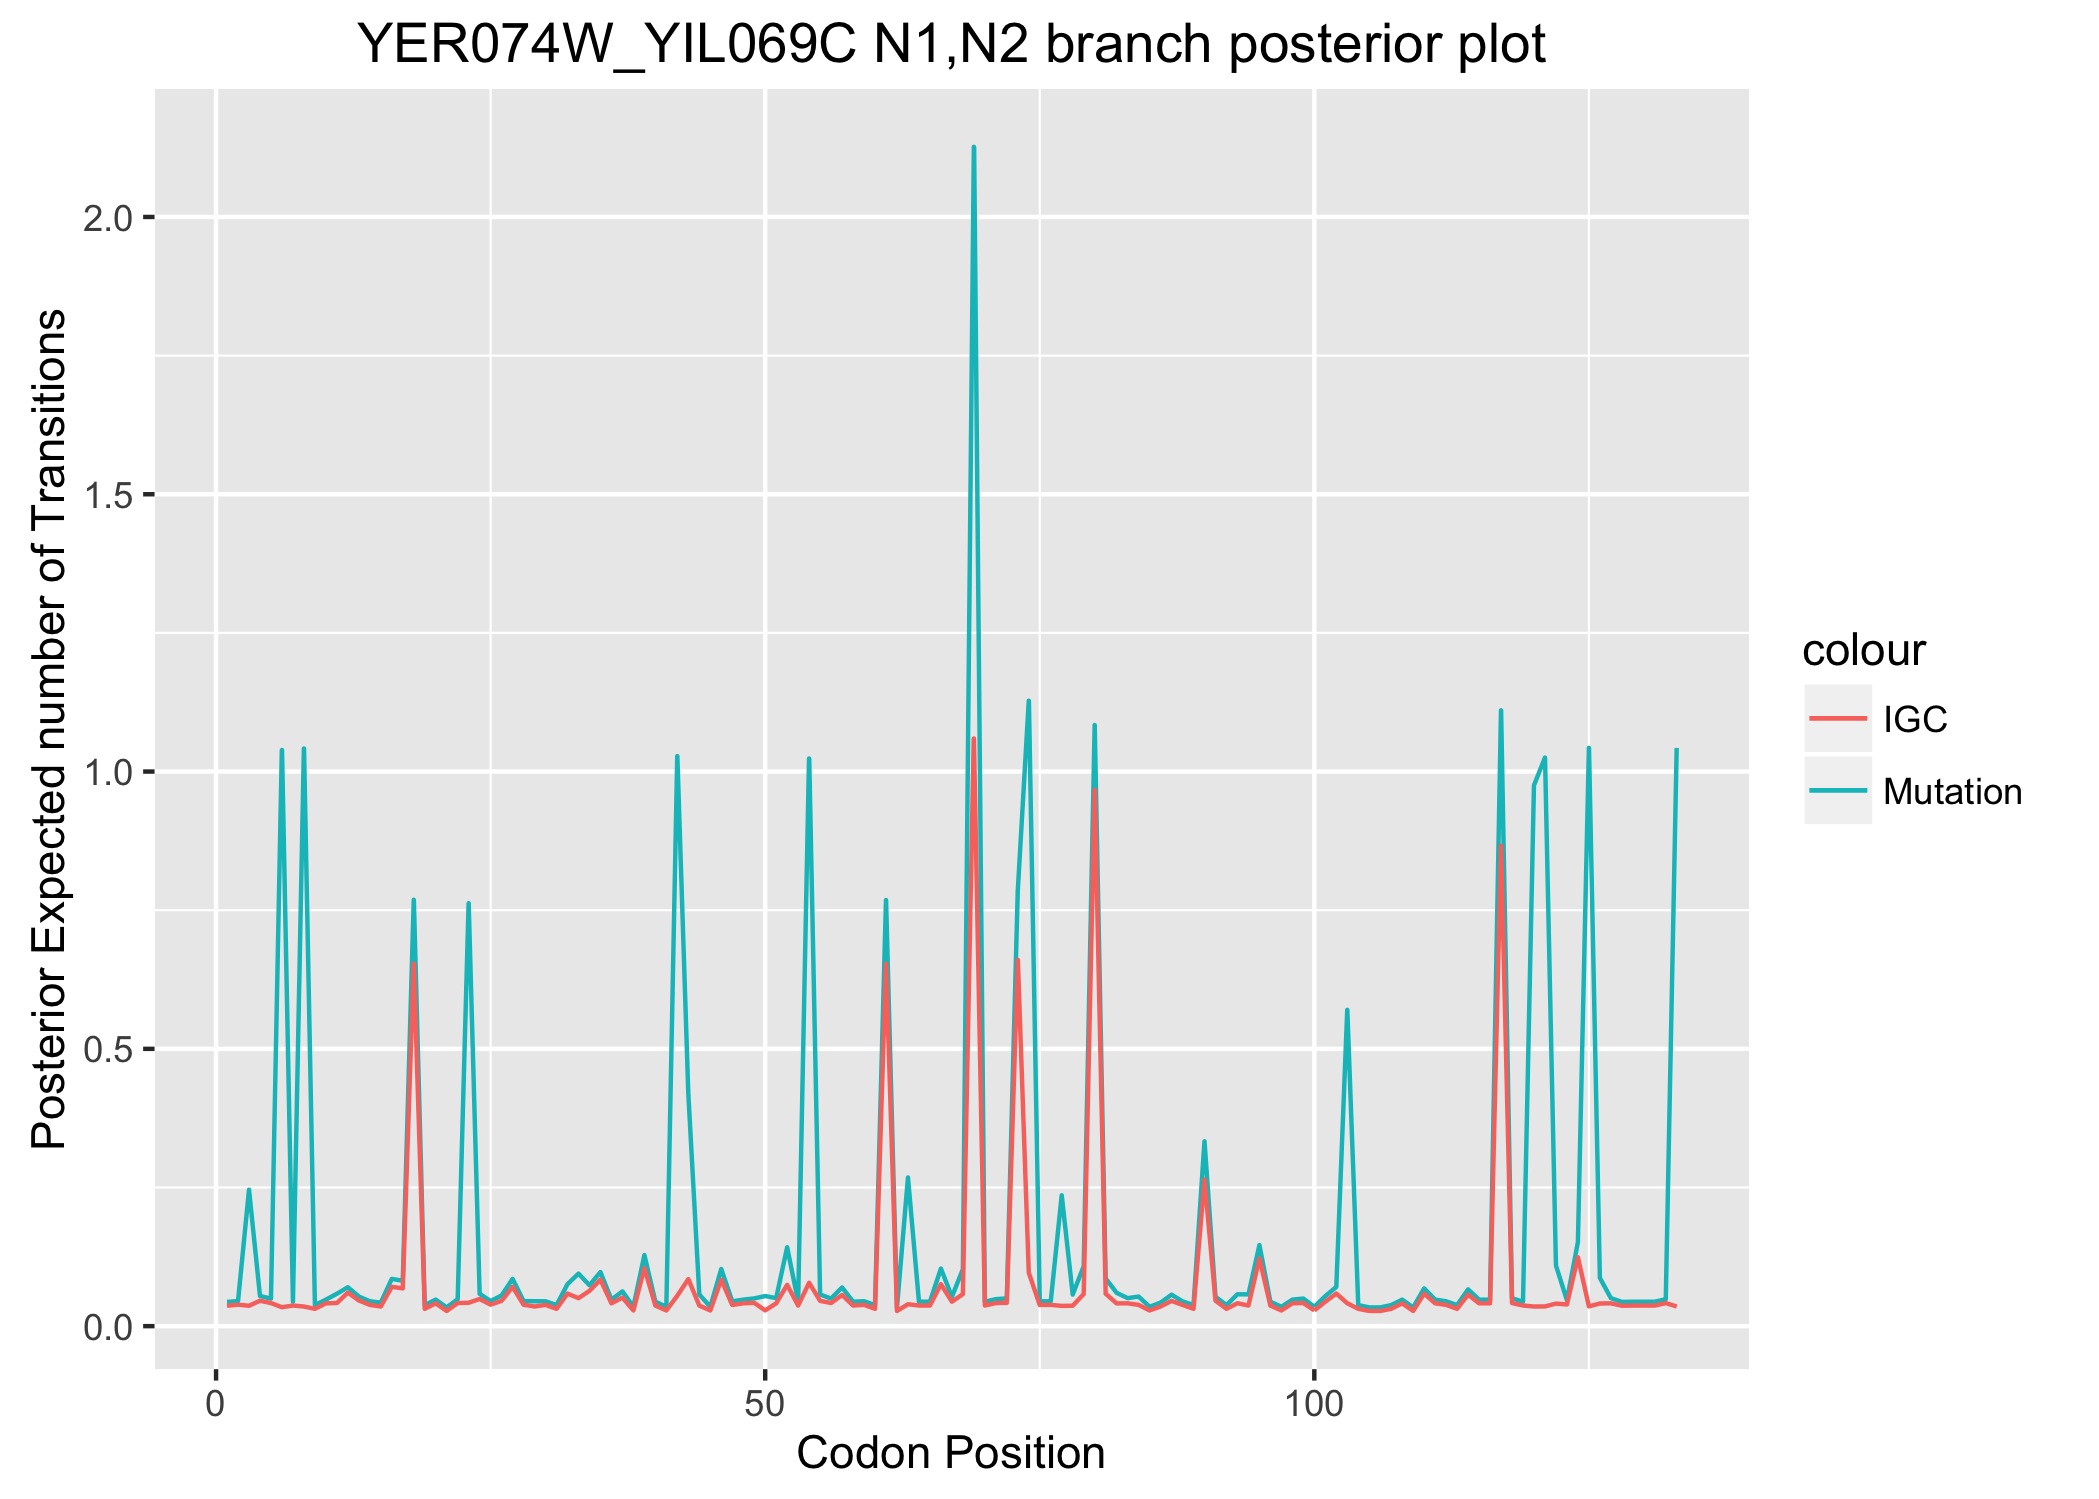 YER074W_YIL069C N1,N2 branch posterior plot
Posterior Expected number of Transitions
2.0
1.5
1.0
0.5
0.0
0
50
100
Codon Position
colour
IGC
Mutation